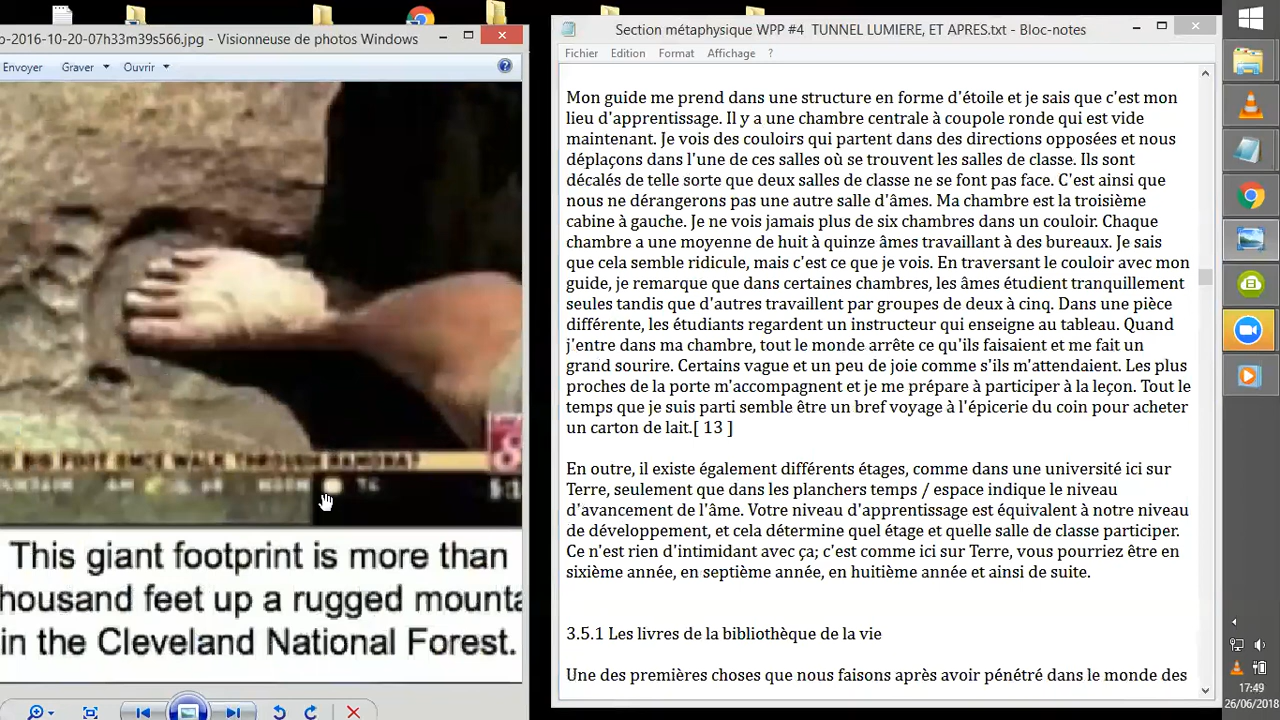 o-2016-10-20-07h33m39s566.jpg - Visionneuse de photos Windows
Envoyer Graver Ouvrir
This giant footprint is more than
housand feet up a rugged mounta
in the Cleveland National Forest.
Section métaphysique WPP #4 TUNNEL LUMIERE, ET APRES.txt - Bloc-notes
Fichier Edition Format Affichage ?
Mon guide me prend dans une structure en forme d'étoile et je sais que c'est mon
lieu d'apprentissage. Il y a une chambre centrale à coupole ronde qui est vide
maintenant. Je vois des couloirs qui partent dans des directions opposées et nous
déplaçons dans l'une de ces salles où se trouvent les salles de classe. Ils sont
décalés de telle sorte que deux salles de classe ne se font pas face. C'est ainsi que
nous ne dérangerons pas une autre salle d'âmes. Ma chambre est la troisième
cabine à gauche. Je ne vois jamais plus de six chambres dans un couloir. Chaque
chambre a une moyenne de huit à quinze âmes travaillant à des bureaux. Je sais
que cela semble ridicule, mais c'est ce que je vois. En traversant le couloir avec mon
guide, je remarque que dans certaines chambres, les âmes étudient tranquillement
seules tandis que d'autres travaillent par groupes de deux à cinq. Dans une pièce
différente, les étudiants regardent un instructeur qui enseigne au tableau. Quand
j'entre dans ma chambre, tout le monde arrête ce qu'ils faisaient et me fait un
grand sourire. Certains vague et un peu de joie comme s'ils m'attendaient. Les plus
proches de la porte m'accompagnent et je me prépare à participer à la leçon. Tout le
temps que je suis parti semble être un bref voyage à l'épicerie du coin pour acheter
un carton de lait.[ 13 ]
En outre, il existe également différents étages, comme dans une université ici sur
Terre, seulement que dans les planchers temps / espace indique le niveau
d'avancement de l'âme. Votre niveau d'apprentissage est équivalent à notre niveau
de développement, et cela détermine quel étage et quelle salle de classe participer.
Ce n'est rien d'intimidant avec ça; c'est comme ici sur Terre, vous pourriez être en
sixième année, en septième année, en huitième année et ainsi de suite.
3.5.1 Les livres de la bibliothèque de la vie
Une des premières choses que nous faisons après avoir pénétré dans le monde des
17:49
26/06/2018